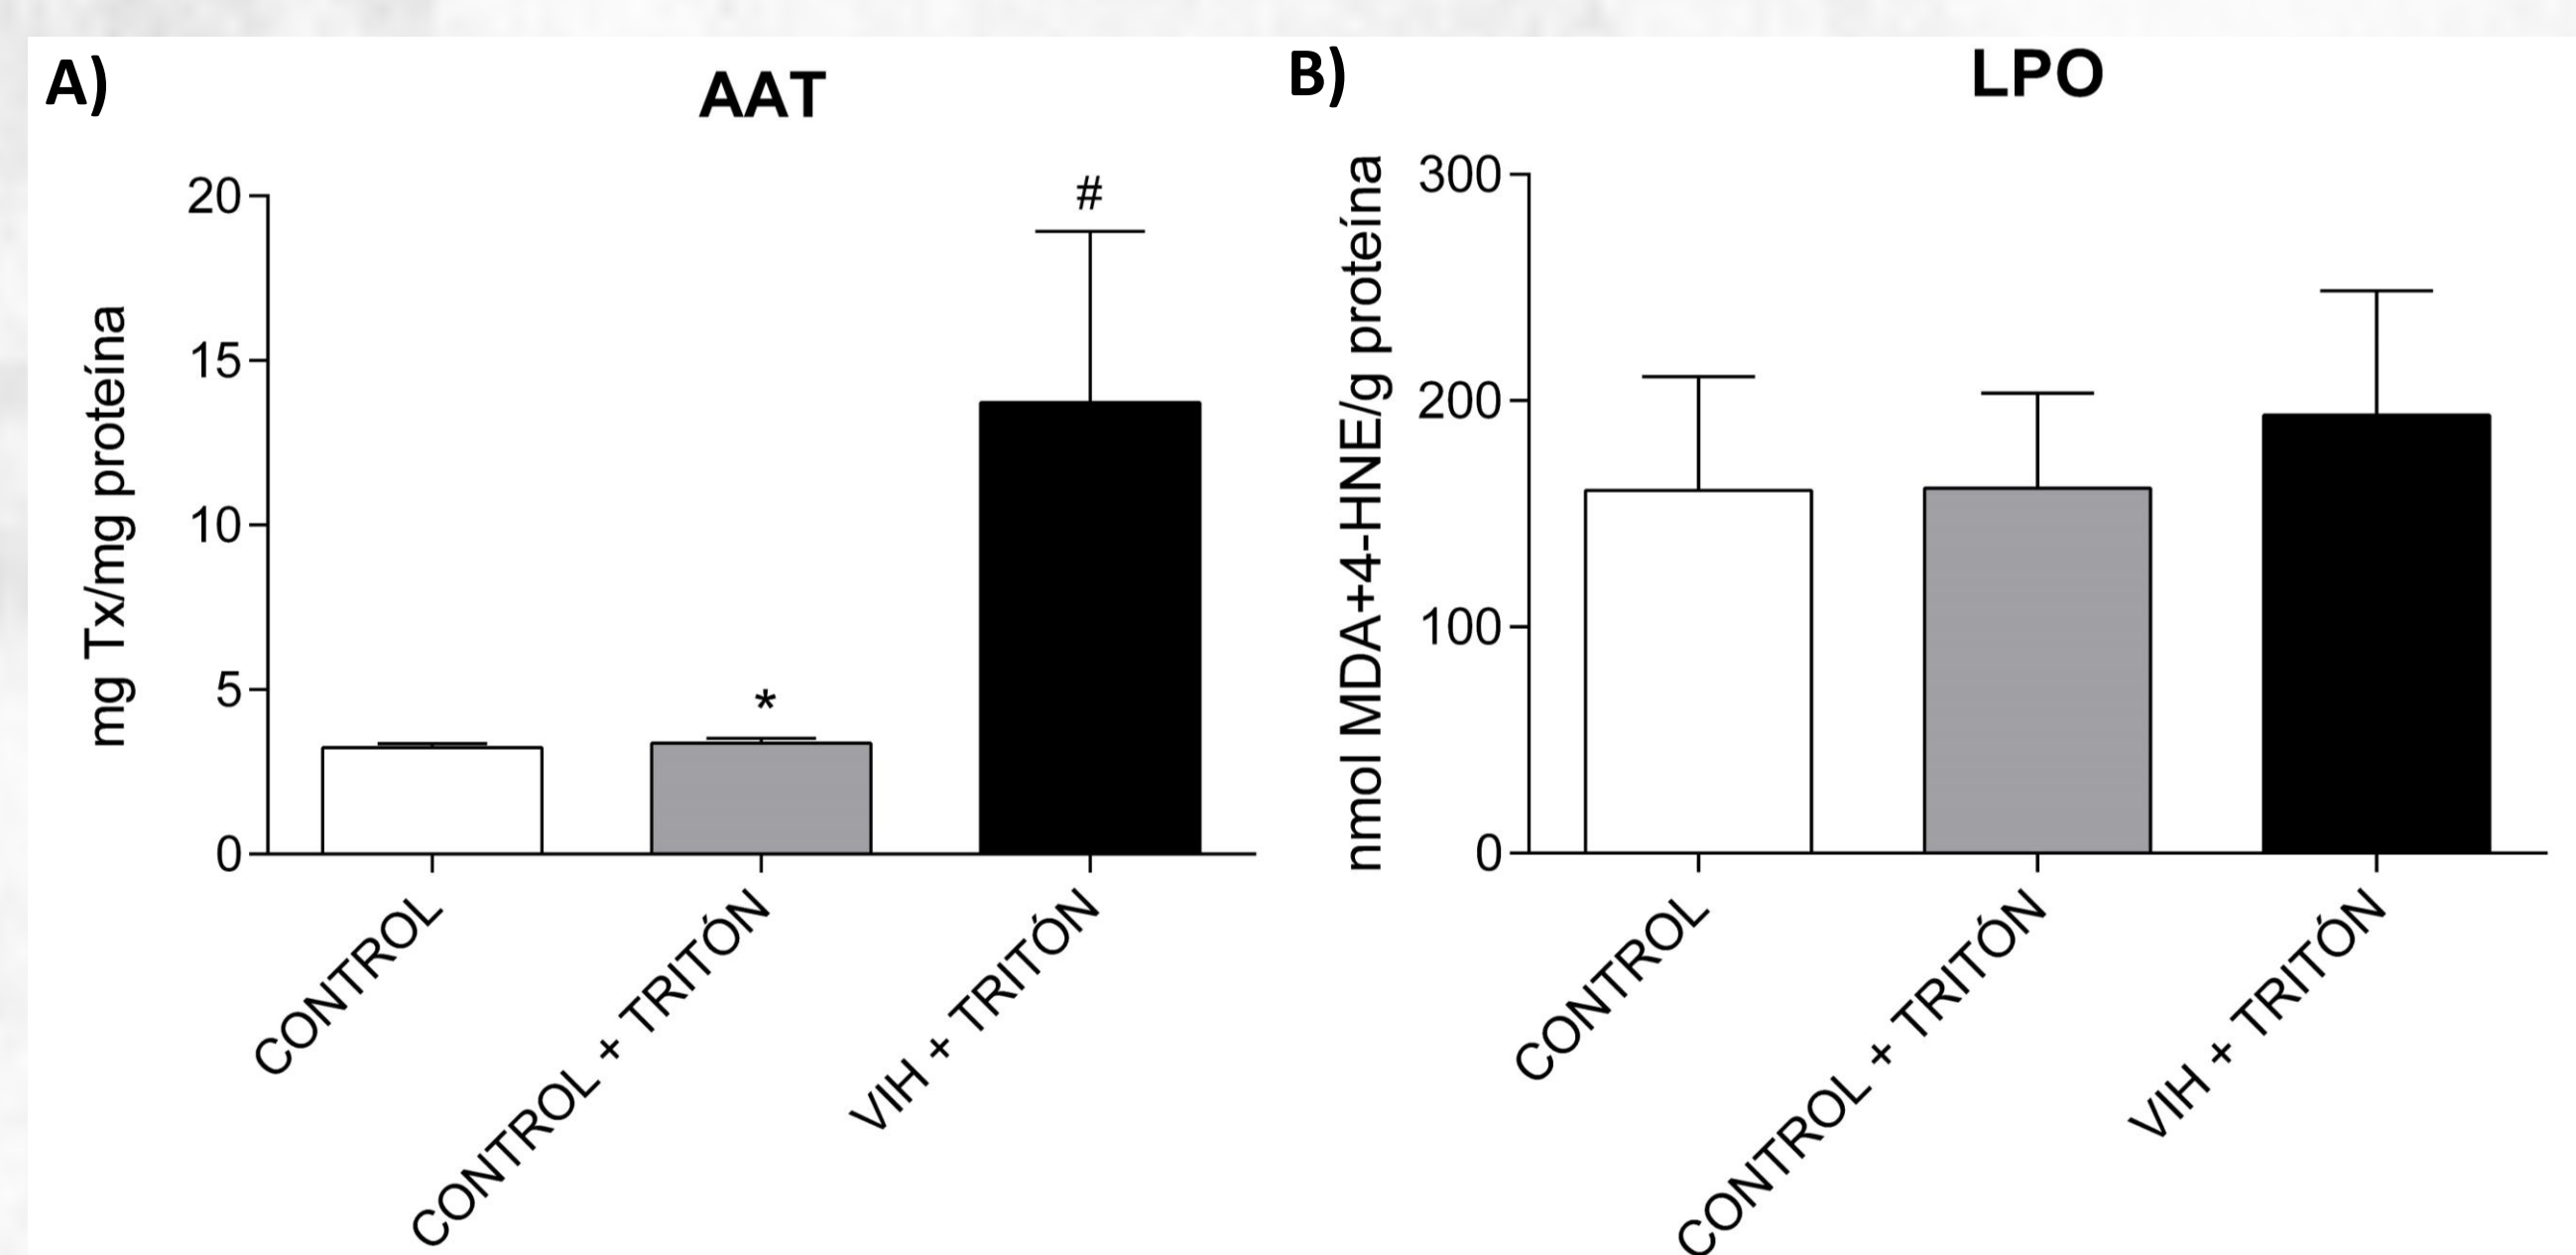 A)
AAT
mg Tx/mg proteína
20
15
10
5
0
*
#
CONTROL
CONTROL + TRITÓN
VIH + TRITÓN
B)
LPO
nmol MDA+4-HNE/g proteína
300
200
100
0
CONTROL
CONTROL + TRITÓN
VIH + TRITÓN